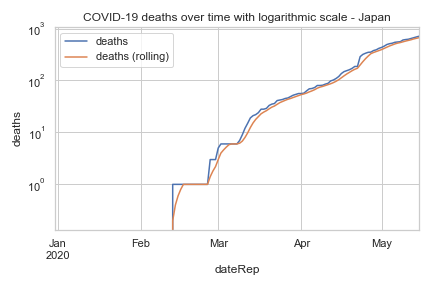 COVID-19 deaths over time with logarithmic scale - Japan
deaths
deaths (rolling)
10³
10²
10¹
10⁰
deaths
Jan
2020
Feb
Mar
Apr
May
dateRep